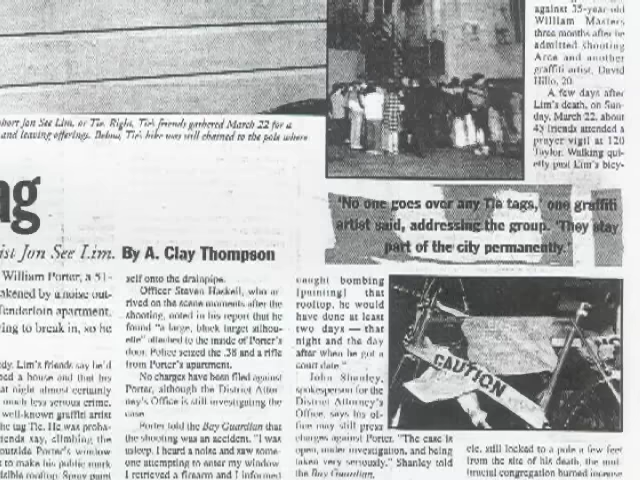 against 35-year-old
William Masters
three months after he
admitted shooting
Arce and another
graffiti artist, David
Hillo, 20.
A few days after
Lim's death, on Sun-
day, March 22, about
45 friends attended a
prayer vigil at 120
Taylor. Walking qui-
etly past Lim's bicy-
Jon See Lim, or Tie. Right, Tie's friends gathered March 22 for a
and leaving offerings. Below, Tie's bike was still chained to the pole where
ag
ist Jon See Lim. By A. Clay Thompson
'No one goes over any Tie tags,' one graffiti
artist said, addressing the group. 'They stay
part of the city permanently.'
William Porter, a 51-
akened by a noise out-
Tenderloin apartment.
ying to break in, so he
dy. Lim's friends say he'd
bed a house and that his
at night almost certainly
much less serious crime.
well-known graffiti artist
he tag Tie. He was proba-
iends say, climbing the
outside Porter's window
to make his public mark
isible rooftop. Spray paint
self onto the drainpipe.
Officer Steven Haskell, who ar-
rived on the scene moments after the
shooting, noted in his report that he
found "a large, black target silhou-
ette" attached to the inside of Porter's
door. Police seized the .38 and a rifle
from Porter's apartment.
No charges have been filed against
Porter, although the District Attor-
ney's Office is still investigating the
case.
Porter told the Bay Guardian that
the shooting was an accident. "I was
asleep. I heard a noise and saw some-
one attempting to enter my window.
I retrieved a firearm and I informed
caught bombing
[painting] that
rooftop, he would
have done at least
two days — that
night and the day
after when he got a
court date."
John Shanley,
spokesperson for the
District Attorney's
Office, says his of-
fice may still press
charges against Porter. "The case is
open, under investigation, and being
taken very seriously," Shanley told
the Bay Guardian.
CAUTION
cle, still locked to a pole a few feet
from the site of his death, the mul-
tiracial congregation burned incense